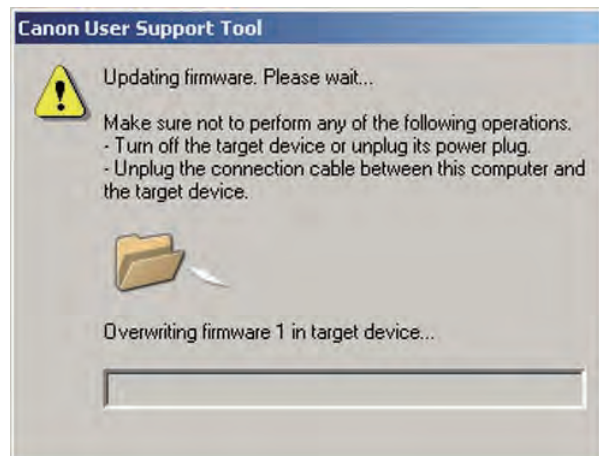 Canon User Support Tool
Updating firmware. Please wait...
Make sure not to perform any of the following operations.
- Turn off the target device or unplug its power plug.
- Unplug the connection cable between this computer and
the target device.
Overwriting firmware 1 in target device...